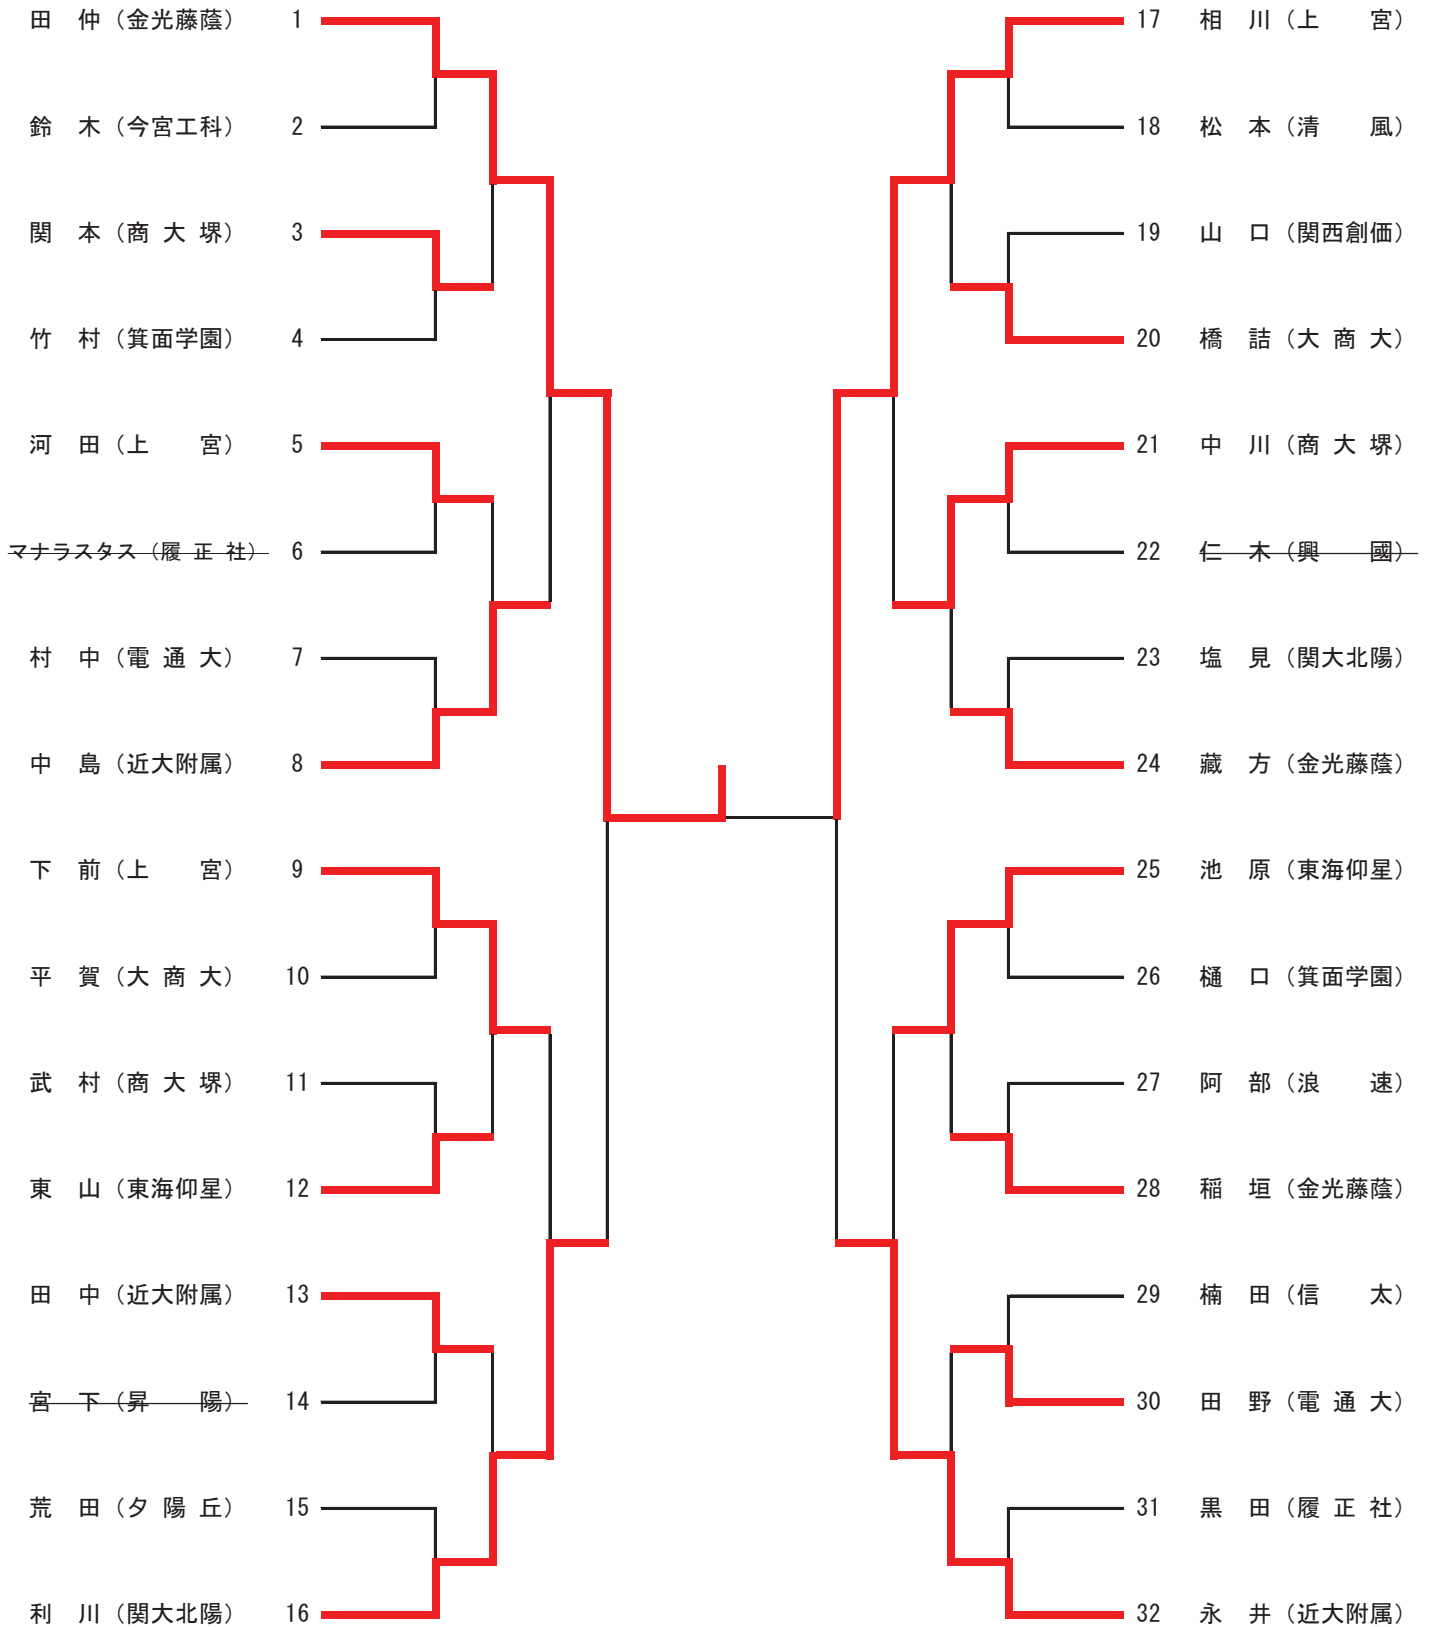 田　仲（金光藤蔭）　1
鈴　木（今宮工科）　2
関　本（商 大 堺）　3
竹　村（箕面学園）　4
河　田（上　　宮）　5
マナラスタス（履 正 社）　6
村　中（電 通 大）　7
中　島（近大附属）　8
下　前（上　　宮）　9
平　賀（大 商 大）　10
武　村（商 大 堺）　11
東　山（東海仰星）　12
田　中（近大附属）　13
宮　下（昇　　陽）　14
荒　田（夕 陽 丘）　15
利　川（関大北陽）　16
17　相　川（上　　宮）
18　松　本（清　　風）
19　山　口（関西創価）
20　橋　詰（大 商 大）
21　中　川（商 大 堺）
22　仁　木（興　　國）
23　塩　見（関大北陽）
24　藏　方（金光藤蔭）
25　池　原（東海仰星）
26　樋　口（箕面学園）
27　阿　部（浪　　速）
28　稲　垣（金光藤蔭）
29　楠　田（信　　太）
30　田　野（電 通 大）
31　黒　田（履 正 社）
32　永　井（近大附属）